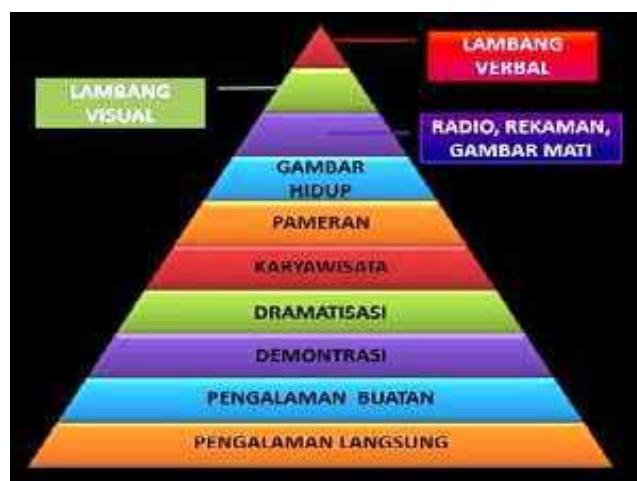 LAMBANG
VERBAL
LAMBANG
VISUAL
RADIO, REKAMAN,
GAMBAR MATI
GAMBAR
HIDUP
PAMERAN
KARYAWISATA
DRAMATISASI
DEMONTRASI
PENGALAMAN BUATAN
PENGALAMAN LANGSUNG